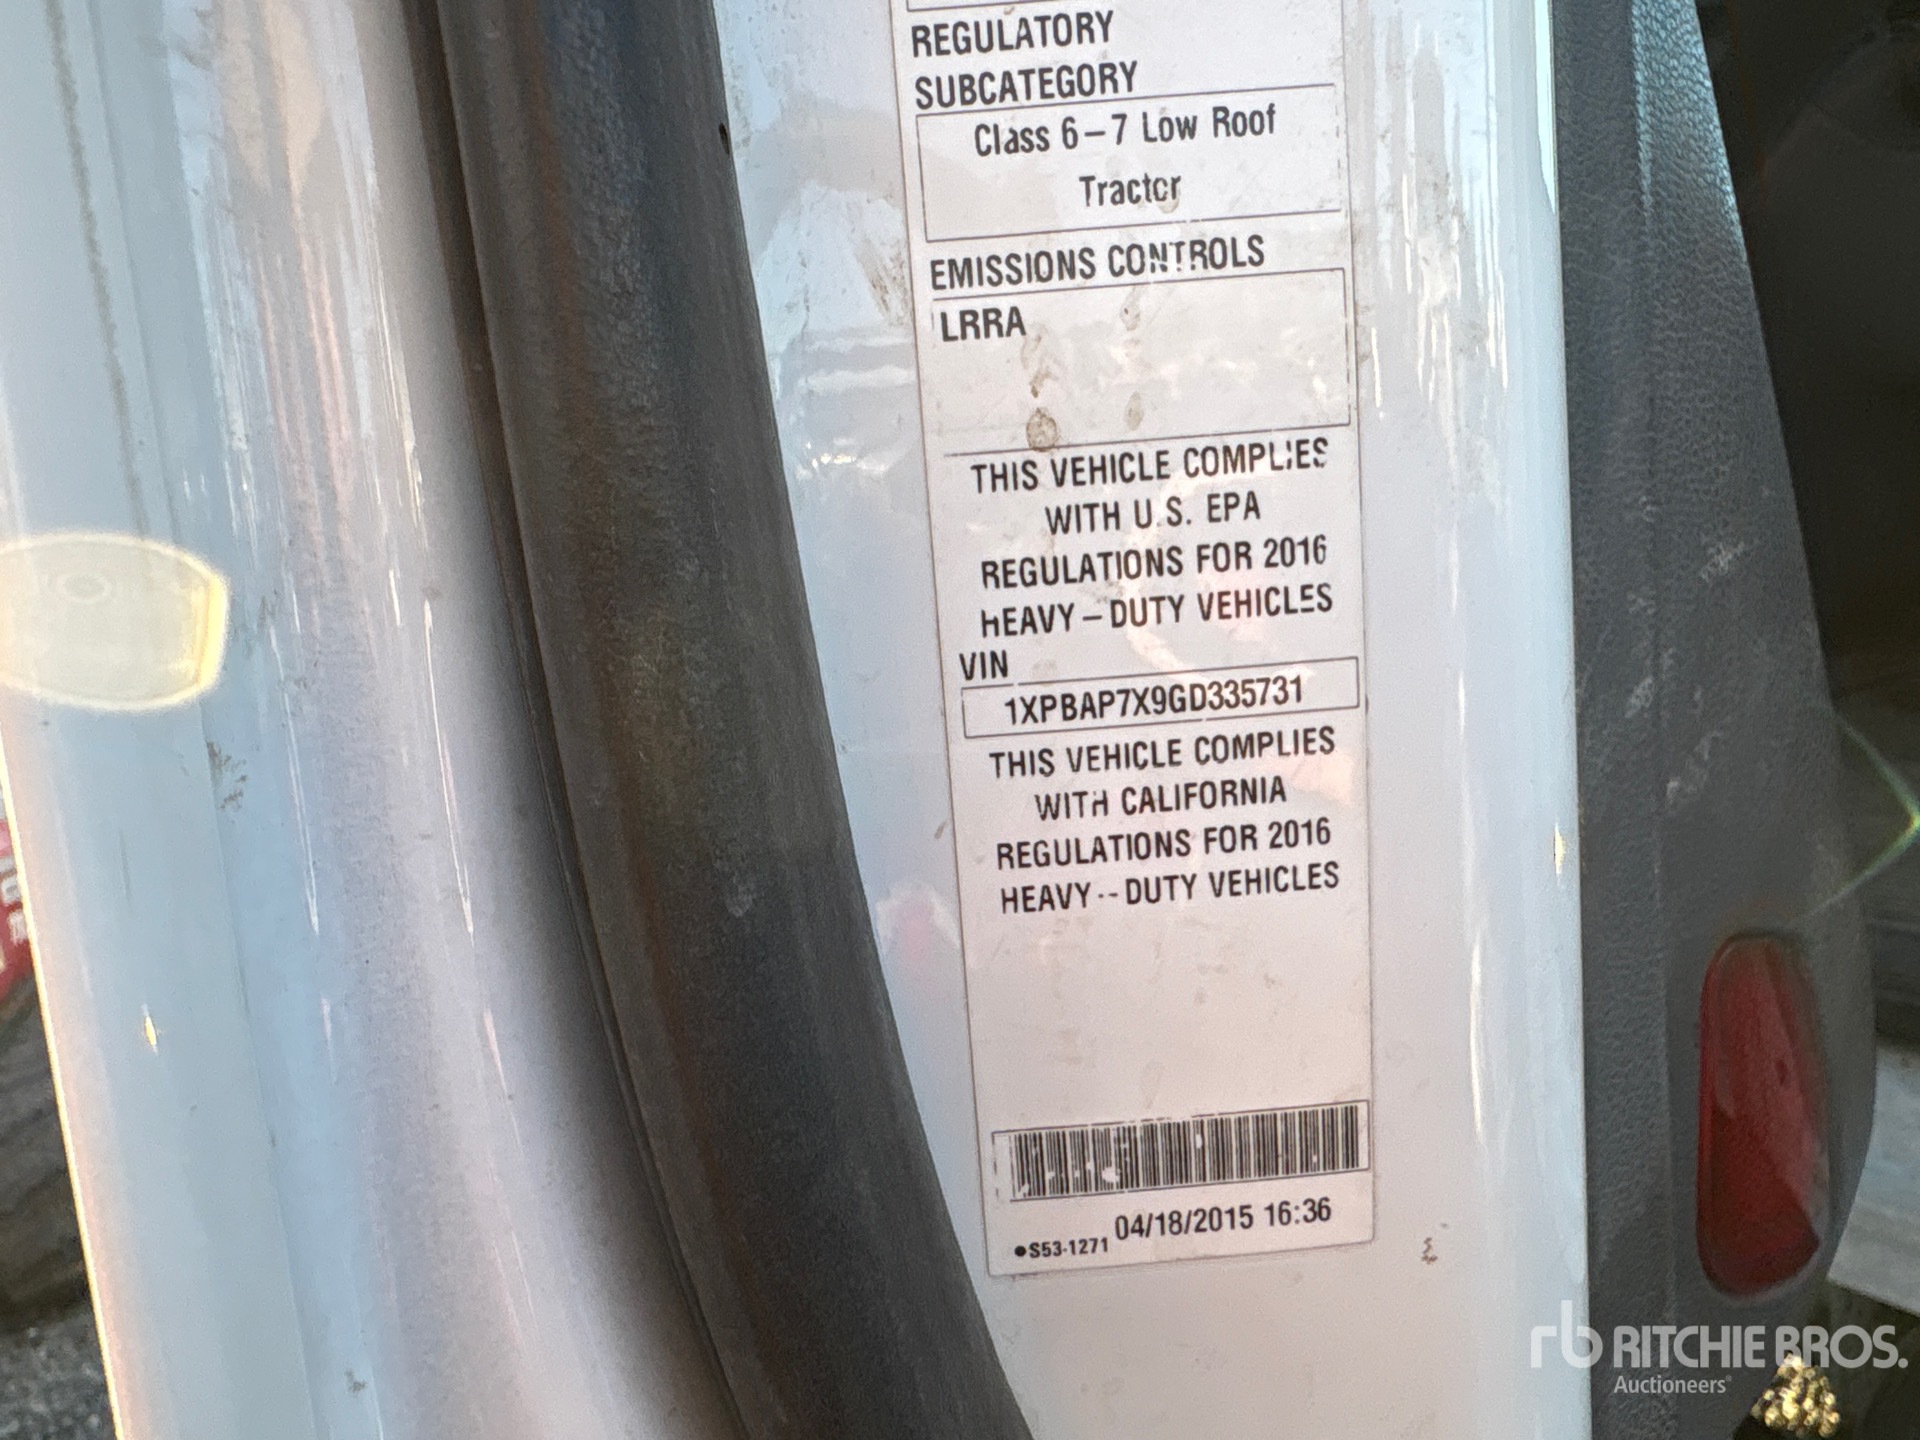 REGULATORY
SUBCATEGORY
Class 6-7 Low Roof
Tractor
EMISSIONS CONTROLS
LRRA
THIS VEHICLE COMPLIES
WITH U.S. EPA
REGULATIONS FOR 2016
HEAVY-DUTY VEHICLES
VIN
1XPBAP7X9GD335731
THIS VEHICLE COMPLIES
WITH CALIFORNIA
REGULATIONS FOR 2016
HEAVY-DUTY VEHICLES
•S53-1271 04/18/2015 16:36
rb RITCHIE BROS.
Auctioneers